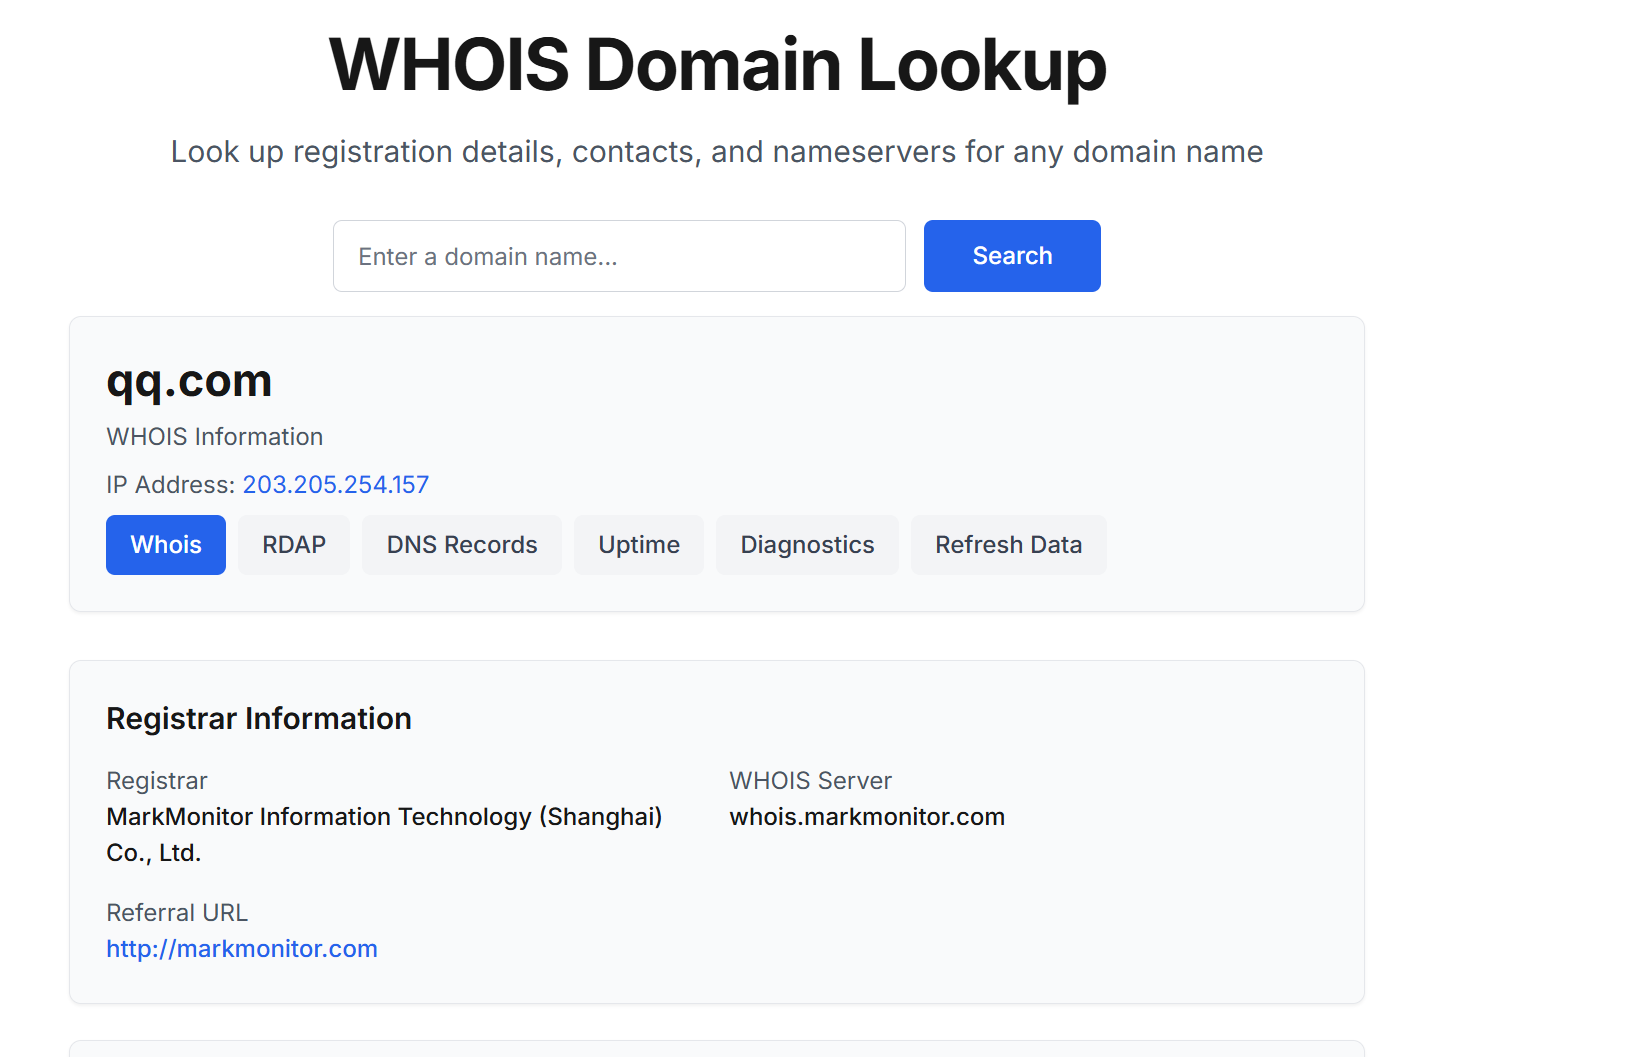 WHOIS Domain Lookup
Look up registration details, contacts, and nameservers for any domain name
Enter a domain name...
Search
qq.com
WHOIS Information
IP Address: 203.205.254.157
Whois
RDAP
DNS Records
Uptime
Diagnostics
Refresh Data
Registrar Information
Registrar
MarkMonitor Information Technology (Shanghai)
Co., Ltd.
WHOIS Server
whois.markmonitor.com
Referral URL
http://markmonitor.com